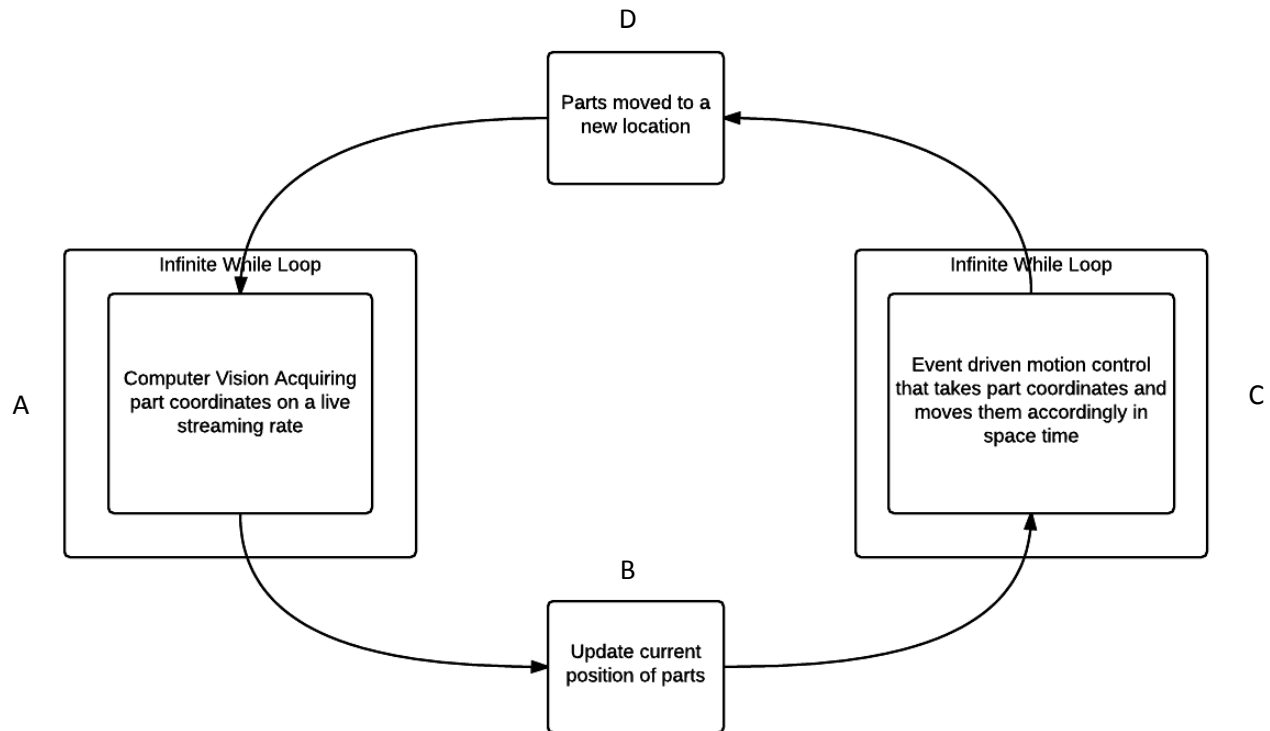 D
Parts moved to a
new location
Infinite While Loop
Computer Vision Acquiring
part coordinates on a live
streaming rate
A
Infinite While Loop
Event driven motion control
that takes part coordinates and
moves them accordingly in
space time
C
B
Update current
position of parts